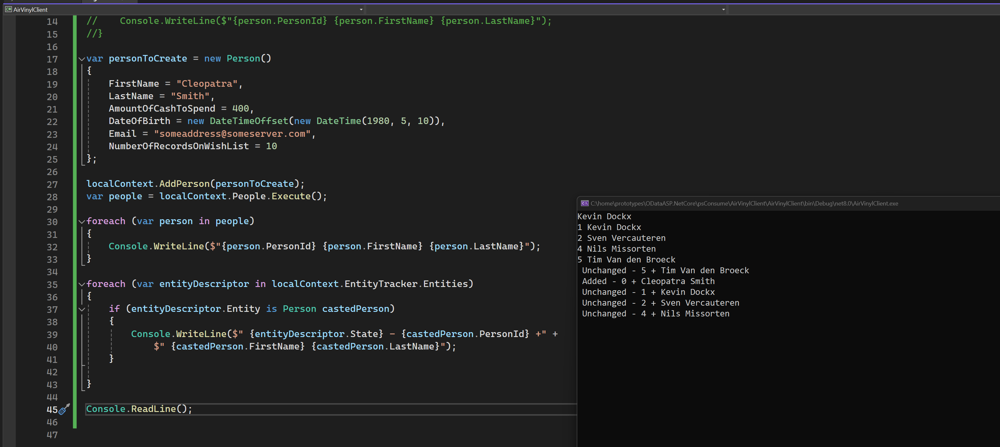 AirVinylClient
14 //    Console.WriteLine($"{person.PersonId} {person.FirstName} {person.LastName}");
15 //}
16
17 var personToCreate = new Person()
18 {
19     FirstName = "Cleopatra",
20     LastName = "Smith",
21     AmountOfCashToSpend = 400,
22     DateOfBirth = new DateTimeOffset(new DateTime(1980, 5, 10)),
23     Email = "someaddress@someserver.com",
24     NumberOfRecordsOnWishList = 10
25 };
26
27 localContext.AddPerson(personToCreate);
28 var people = localContext.People.Execute();
29
30 foreach (var person in people)
31 {
32     Console.WriteLine($"{person.PersonId} {person.FirstName} {person.LastName}");
33 }
34
35 foreach (var entityDescriptor in localContext.EntityTracker.Entities)
36 {
37     if (entityDescriptor.Entity is Person castedPerson)
38     {
39         Console.WriteLine($" {entityDescriptor.State} - {castedPerson.PersonId} +" +
40             $" {castedPerson.FirstName} {castedPerson.LastName}");
41     }
42
43 }
44
45 Console.ReadLine();
46
47
C:\home\prototypes\ODataASP.NetCore\psConsume\AirVinylClient\AirVinylClient\bin\Debug\net8.0\AirVinylClient.exe
Kevin Dockx
1 Kevin Dockx
2 Sven Vercauteren
4 Nils Missorten
5 Tim Van den Broeck
 Unchanged - 5 + Tim Van den Broeck
 Added - 0 + Cleopatra Smith
 Unchanged - 1 + Kevin Dockx
 Unchanged - 2 + Sven Vercauteren
 Unchanged - 4 + Nils Missorten